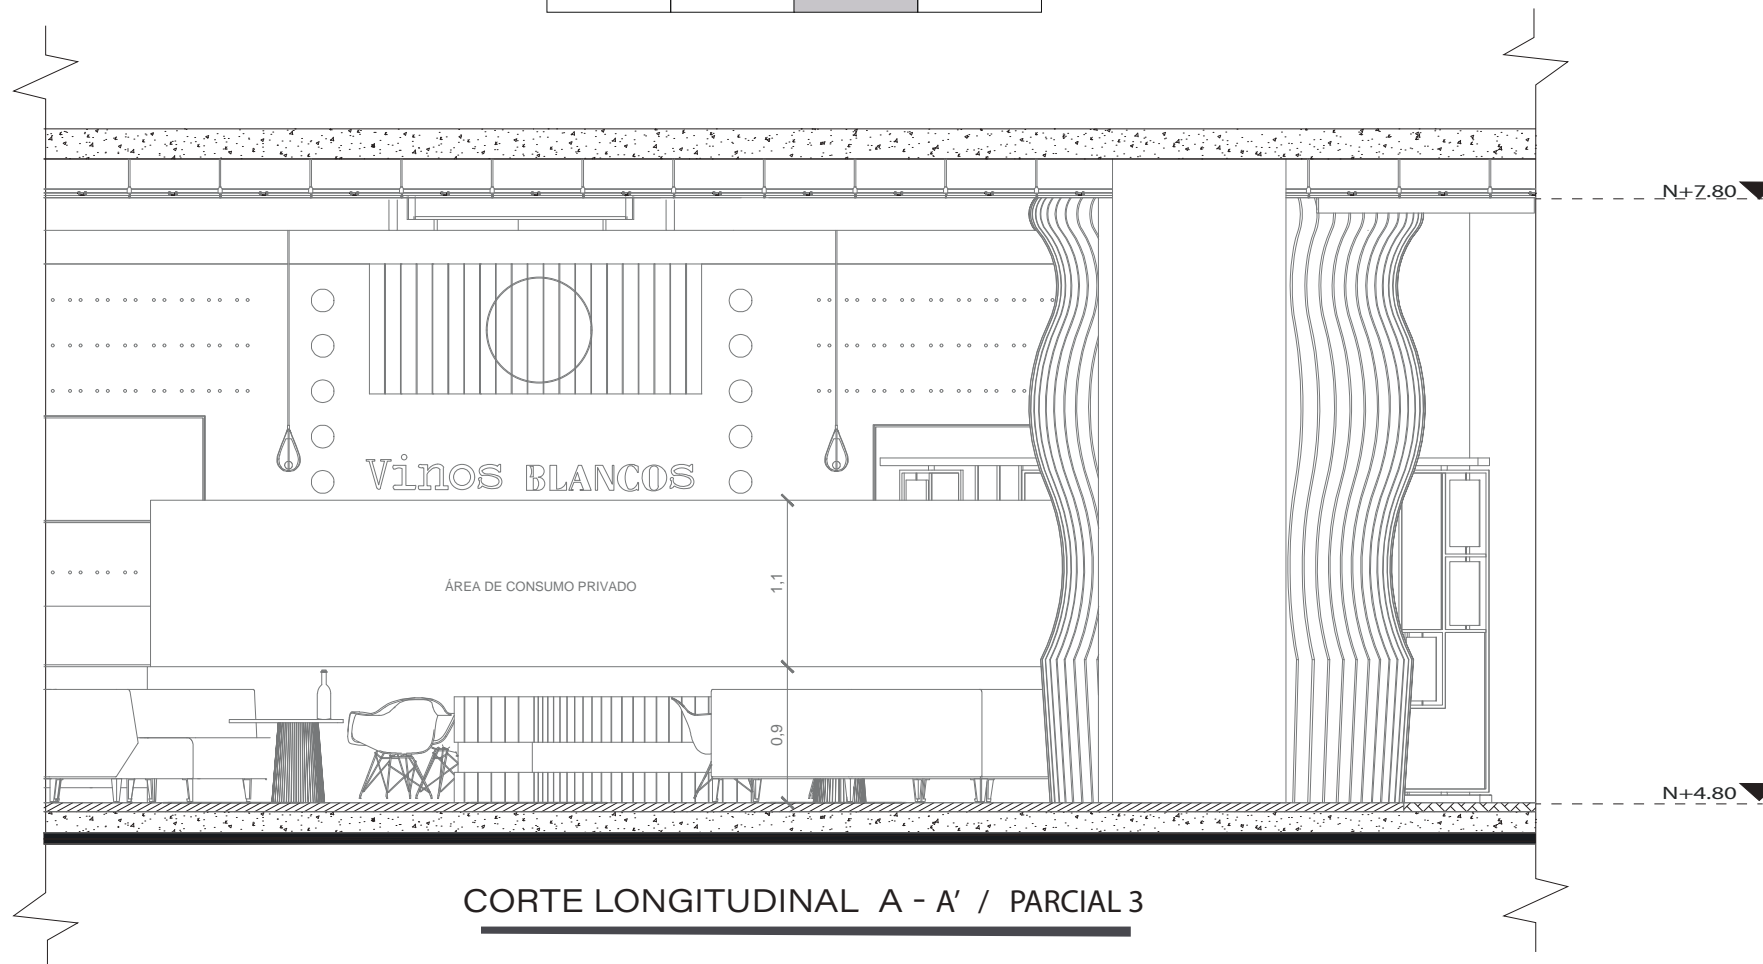 N+7.80
Vinos BLANCOS
ÁREA DE CONSUMO PRIVADO
1,1
0,9
N+4.80
CORTE LONGITUDINAL A - A' / PARCIAL 3